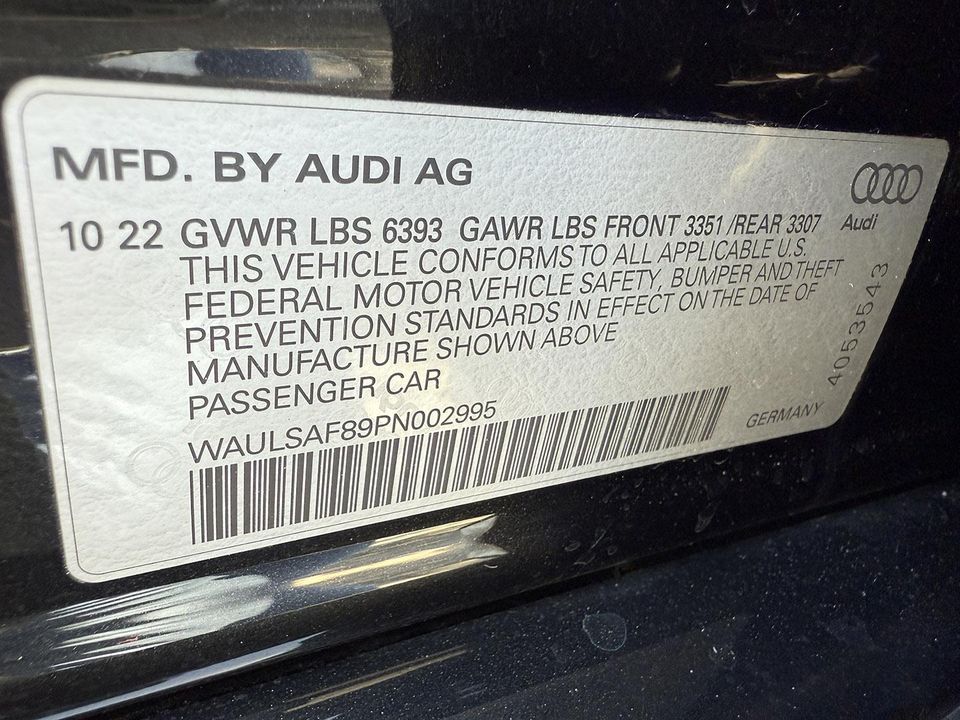 MFD. BY AUDI AG
Audi
10 22 GVWR LBS 6393 GAWR LBS FRONT 3351 /REAR 3307
THIS VEHICLE CONFORMS TO ALL APPLICABLE U.S.
FEDERAL MOTOR VEHICLE SAFETY, BUMPER AND THEFT
PREVENTION STANDARDS IN EFFECT ON THE DATE OF
MANUFACTURE SHOWN ABOVE
PASSENGER CAR
WAULSAF89PN002995
GERMANY
4053543